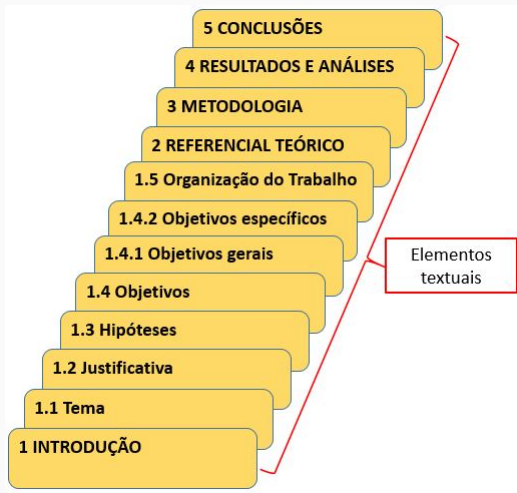 5 CONCLUSÕES
4 RESULTADOS E ANÁLISES
3 METODOLOGIA
2 REFERENCIAL TEÓRICO
1.5 Organização do Trabalho
1.4.2 Objetivos específicos
1.4.1 Objetivos gerais
1.4 Objetivos
1.3 Hipóteses
1.2 Justificativa
1.1 Tema
1 INTRODUÇÃO
Elementos
textuais